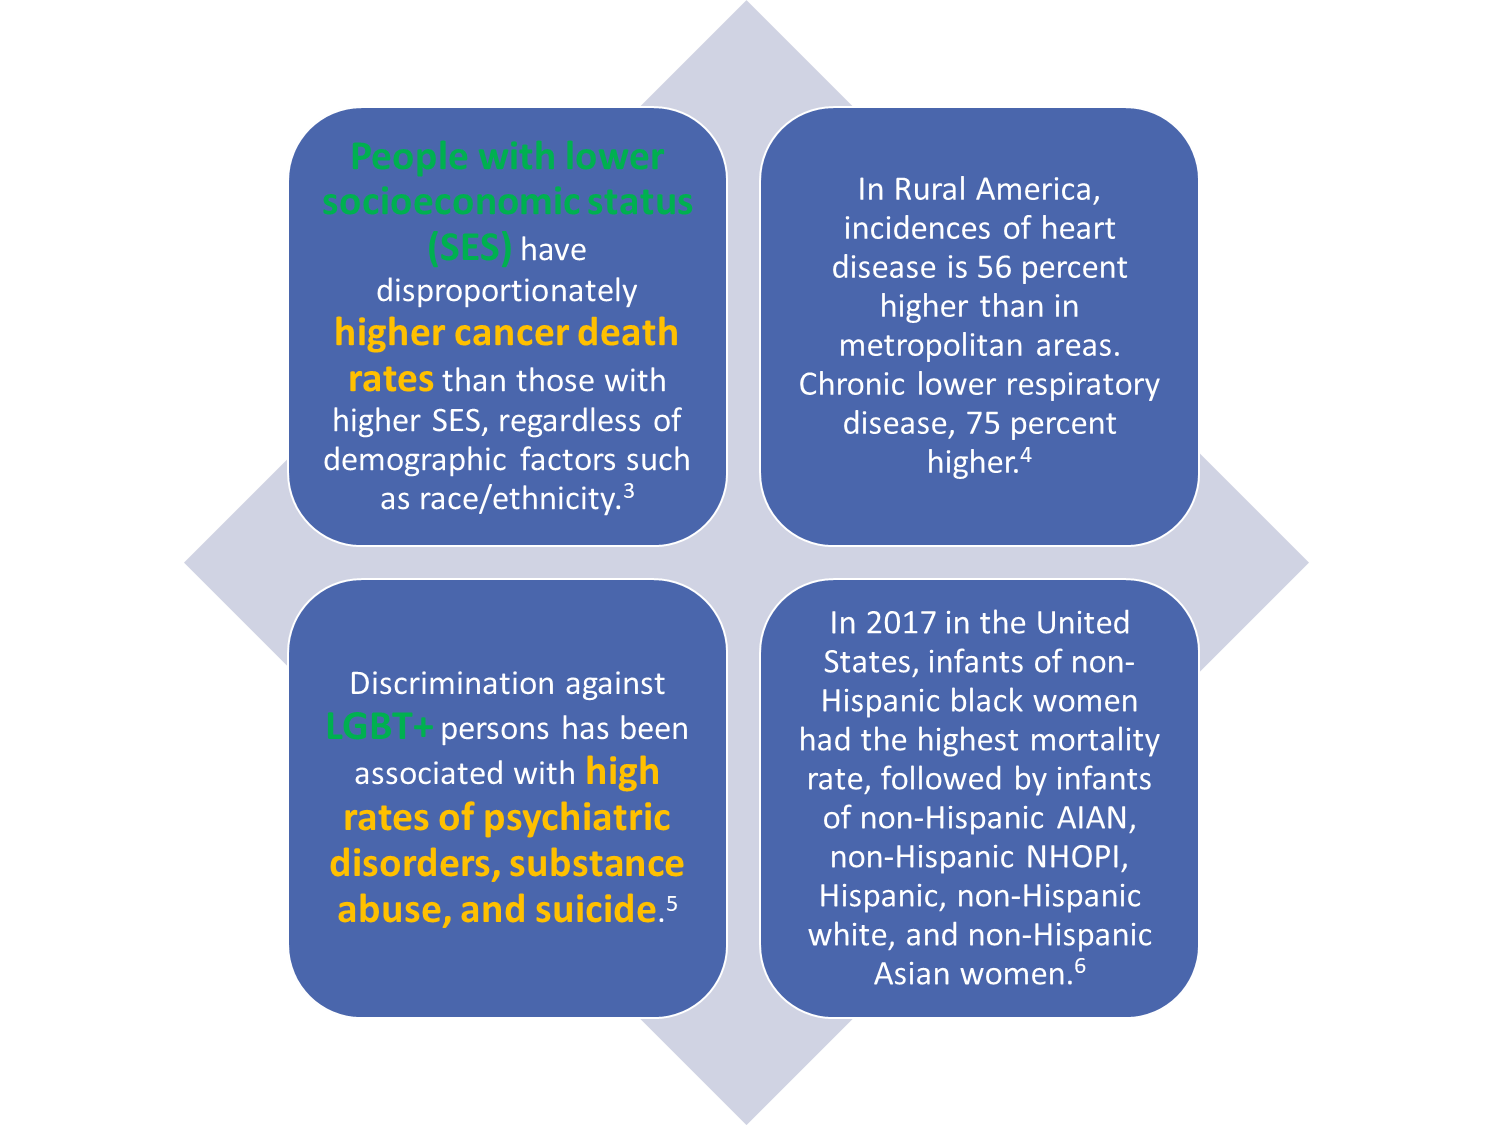 People with lower
socioeconomic status
(SES) have
disproportionately
higher cancer death
rates than those with
higher SES, regardless of
demographic factors such
as race/ethnicity.³
In Rural America,
incidences of heart
disease is 56 percent
higher than in
metropolitan areas.
Chronic lower respiratory
disease, 75 percent
higher.⁴
Discrimination against
LGBT+ persons has been
associated with high
rates of psychiatric
disorders, substance
abuse, and suicide.⁵
In 2017 in the United
States, infants of non-
Hispanic black women
had the highest mortality
rate, followed by infants
of non-Hispanic AIAN,
non-Hispanic NHOPI,
Hispanic, non-Hispanic
white, and non-Hispanic
Asian women.⁶